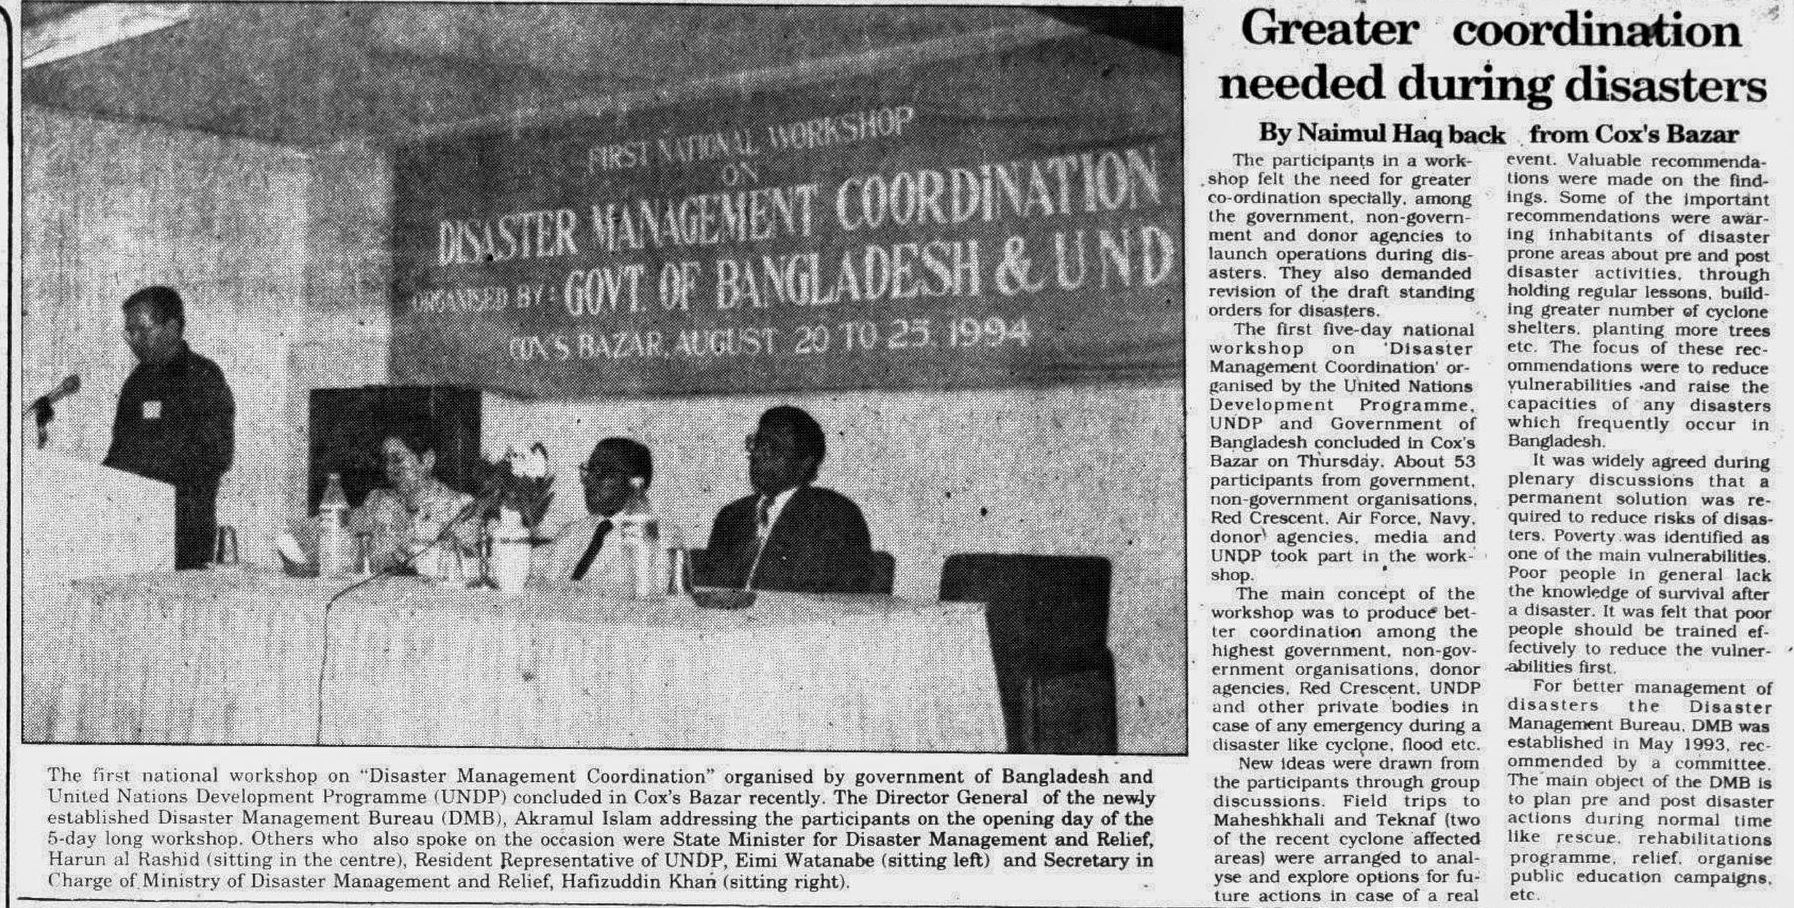 FIRST NATIONAL WORKSHOP
ON
DISASTER MANAGEMENT COORDINATION
ORGANISED BY: GOVT. OF BANGLADESH & UND
COX'S BAZAR, AUGUST 20 TO 25, 1994
The first national workshop on “Disaster Management Coordination” organised by government of Bangladesh and
United Nations Development Programme (UNDP) concluded in Cox's Bazar recently. The Director General of the newly
established Disaster Management Bureau (DMB), Akramul Islam addressing the participants on the opening day of the
5-day long workshop. Others who also spoke on the occasion were State Minister for Disaster Management and Relief,
Harun al Rashid (sitting in the centre), Resident Representative of UNDP, Eimi Watanabe (sitting left) and Secretary in
Charge of Ministry of Disaster Management and Relief, Hafizuddin Khan (sitting right).
Greater coordination
needed during disasters
By Naimul Haq back from Cox's Bazar
The participants in a work-
shop felt the need for greater
co-ordination specially, among
the government, non-govern-
ment and donor agencies to
launch operations during dis-
asters. They also demanded
revision of the draft standing
orders for disasters.
The first five-day national
workshop on 'Disaster
Management Coordination' or-
ganised by the United Nations
Development Programme,
UNDP and Government of
Bangladesh concluded in Cox's
Bazar on Thursday. About 53
participants from government,
non-government organisations,
Red Crescent, Air Force, Navy,
donor agencies, media and
UNDP took part in the work-
shop.
The main concept of the
workshop was to produce bet-
ter coordination among the
highest government, non-gov-
ernment organisations, donor
agencies, Red Crescent, UNDP
and other private bodies in
case of any emergency during a
disaster like cyclone, flood etc.
New ideas were drawn from
the participants through group
discussions. Field trips to
Maheshkhali and Teknaf (two
of the recent cyclone affected
areas) were arranged to anal-
yse and explore options for fu-
ture actions in case of a real
event. Valuable recommenda-
tions were made on the find-
ings. Some of the important
recommendations were awar-
ing inhabitants of disaster
prone areas about pre and post
disaster activities, through
holding regular lessons, build-
ing greater number of cyclone
shelters, planting more trees
etc. The focus of these rec-
ommendations were to reduce
vulnerabilities and raise the
capacities of any disasters
which frequently occur in
Bangladesh.
It was widely agreed during
plenary discussions that a
permanent solution was re-
quired to reduce risks of disas-
ters. Poverty was identified as
one of the main vulnerabilities.
Poor people in general lack
the knowledge of survival after
a disaster. It was felt that poor
people should be trained ef-
fectively to reduce the vulner-
abilities first.
For better management of
disasters the Disaster
Management Bureau, DMB was
established in May 1993, rec-
ommended by a committee.
The main object of the DMB is
to plan pre and post disaster
actions during normal time
like rescue, rehabilitations
programme, relief, organise
public education campaigns,
etc.